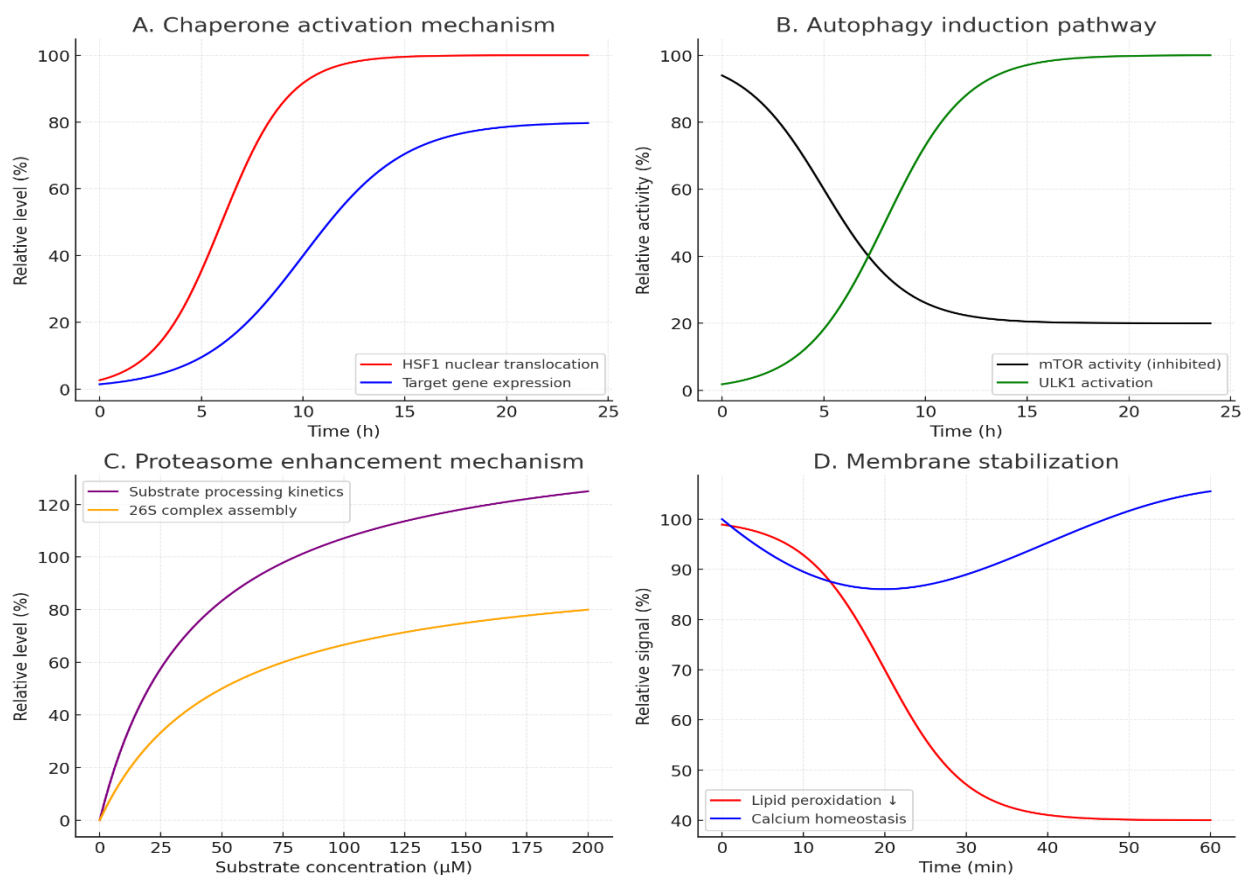 A. Chaperone activation mechanism
Relative level (%)
100
80
60
40
20
0
HSF1 nuclear translocation
Target gene expression
0 5 10 15 20 25
Time (h)
B. Autophagy induction pathway
Relative activity (%)
100
80
60
40
20
0
mTOR activity (inhibited)
ULK1 activation
0 5 10 15 20 25
Time (h)
C. Proteasome enhancement mechanism
Relative level (%)
Substrate processing kinetics
26S complex assembly
120
100
80
60
40
20
0
0 25 50 75 100 125 150 175 200
Substrate concentration (μM)
D. Membrane stabilization
Relative signal (%)
100
90
80
70
60
50
40
Lipid peroxidation ↓
Calcium homeostasis
0 10 20 30 40 50 60
Time (min)